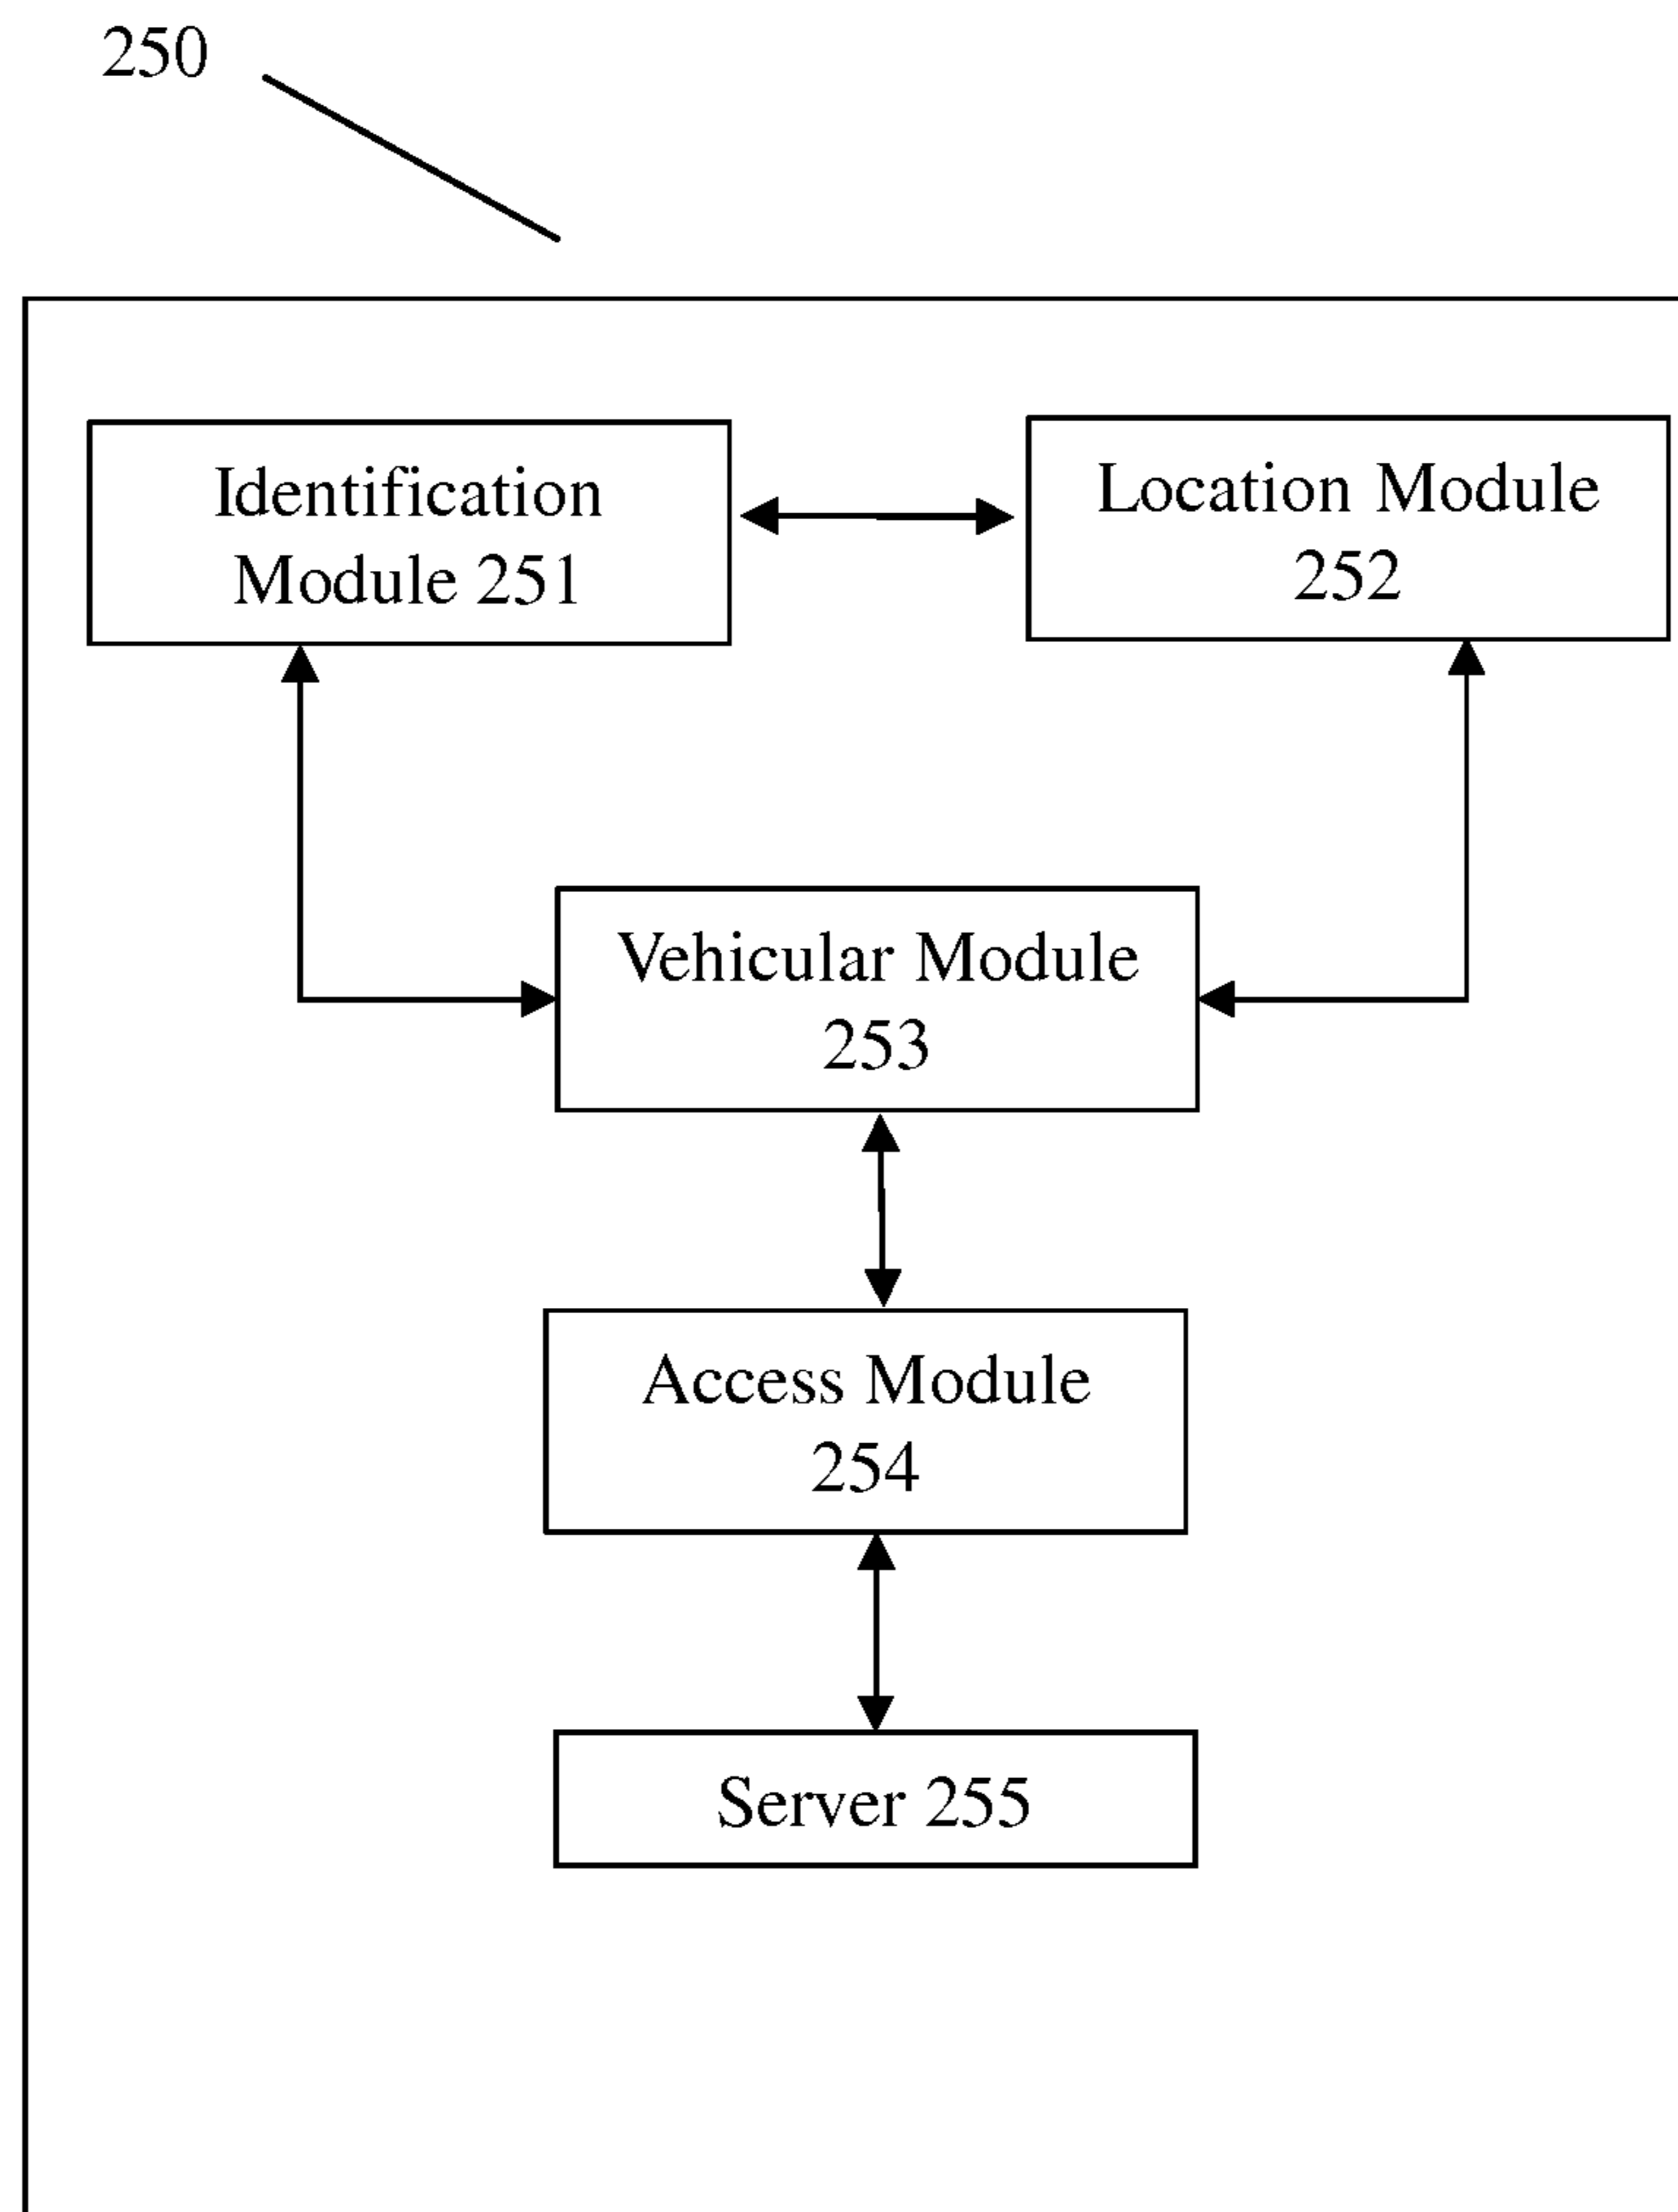 250
Identification
Module 251
Location Module
252
Vehicular Module
253
Access Module
254
Server 255